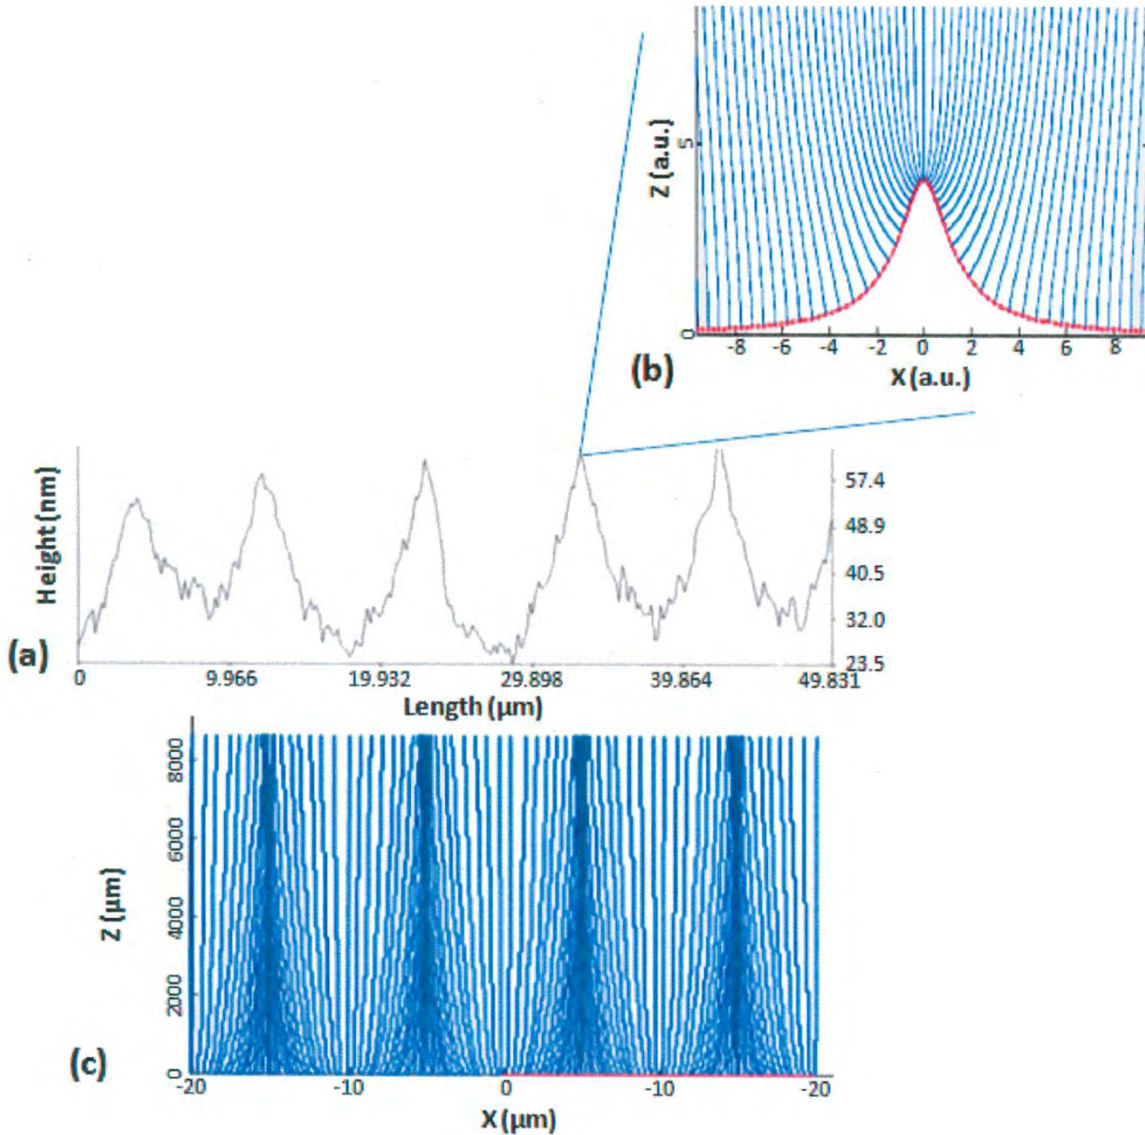 Z (a.u.)
5
0
-8 -6 -4 -2 0 2 4 6 8
X (a.u.)
(b)
Height (nm)
57.4
48.9
40.5
32.0
23.5
(a)
0 9.966 19.932 29.898 39.864 49.831
Length (µm)
Z (µm)
8000
6000
4000
2000
0
(c)
-20 -10 0 -10 -20
X (µm)